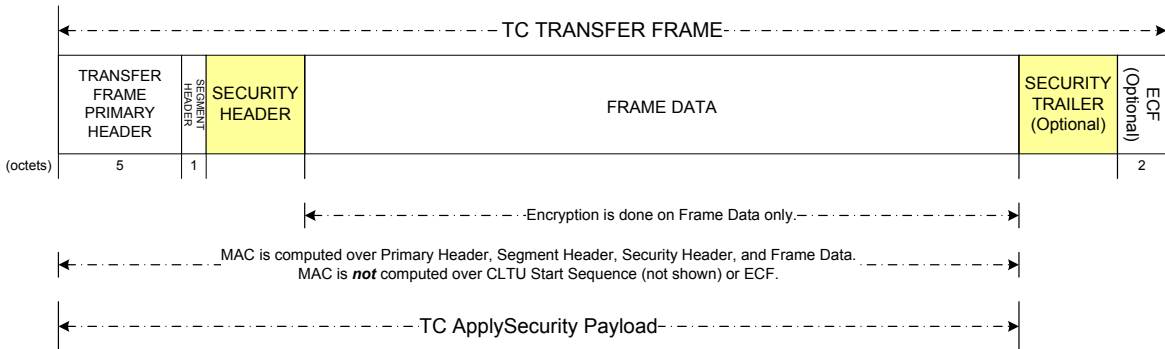 TC TRANSFER FRAME
TRANSFER
FRAME
PRIMARY
HEADER
SEGMENT
HEADER
SECURITY
HEADER
FRAME DATA
SECURITY
TRAILER
(Optional)
ECF
(Optional)
(octets)
5
1
2
Encryption is done on Frame Data only.
MAC is computed over Primary Header, Segment Header, Security Header, and Frame Data.
MAC is not computed over CLTU Start Sequence (not shown) or ECF.
TC ApplySecurity Payload